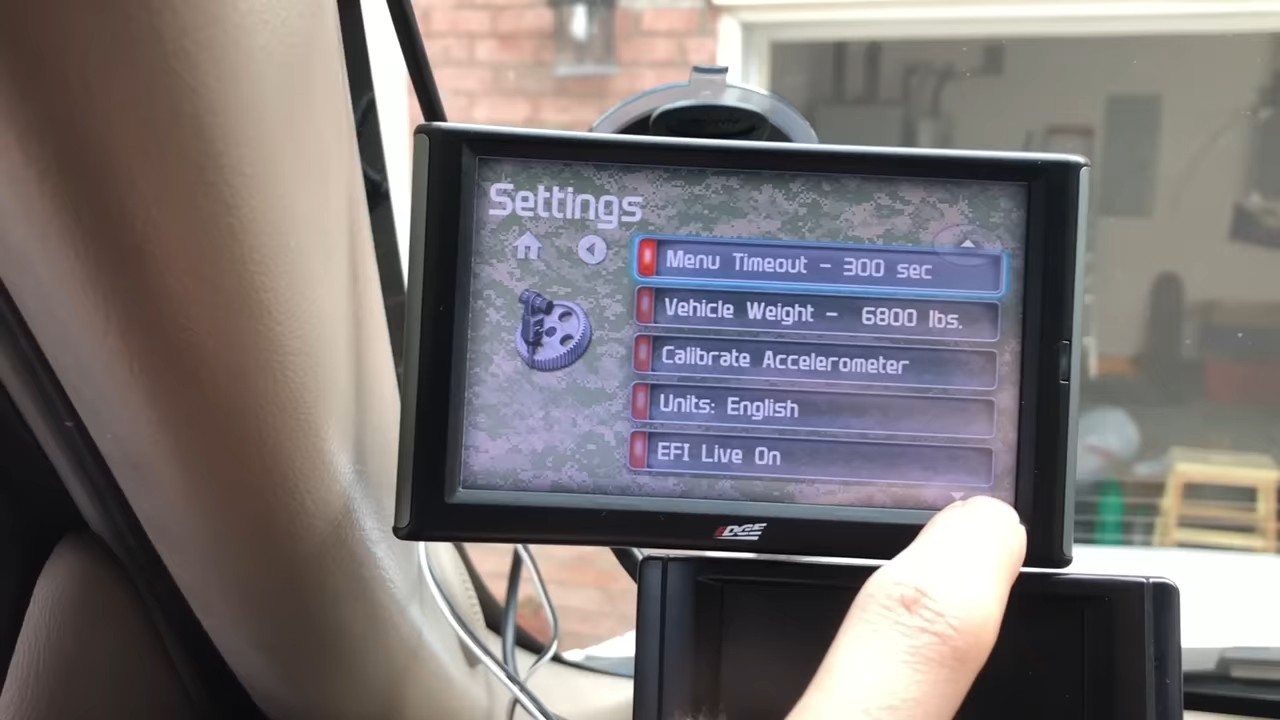 Settings
Menu Timeout - 300 sec
Vehicle Weight - 6800 lbs.
Calibrate Accelerometer
Units: English
EFI Live On
EDGE